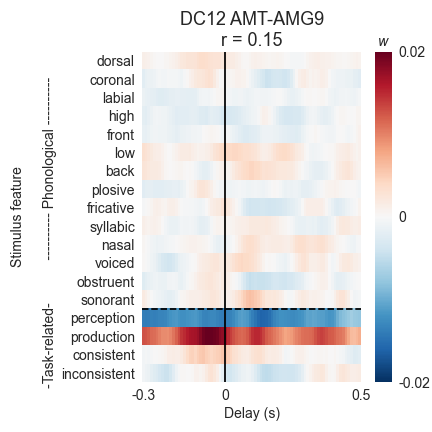 DC12 AMT-AMG9
r = 0.15
w
Stimulus feature
---------- Phonological ----------
-Task-related-
dorsal
coronal
labial
high
front
low
back
plosive
fricative
syllabic
nasal
voiced
obstruent
sonorant
perception
production
consistent
inconsistent
-0.3
0
0.5
Delay (s)
0.02
0
-0.02